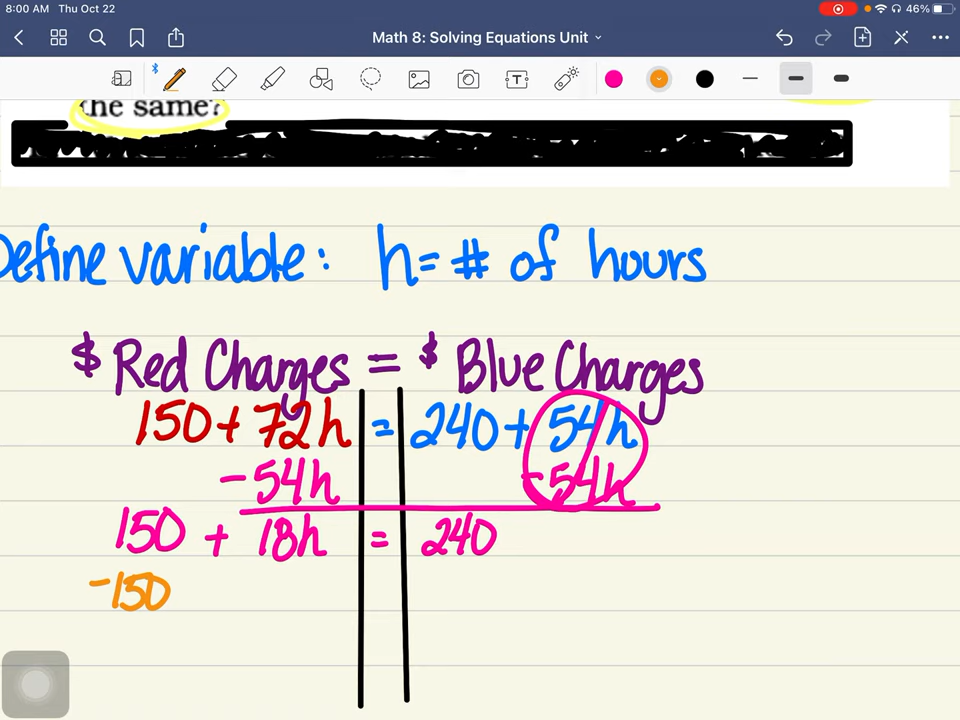 8:00 AM Thu Oct 22
46%
Math 8: Solving Equations Unit
the same?
Define variable: h = # of hours
$ Red Charges = $ Blue Charges
150 + 72h = 240 + 54h
- 54h - 54h
150 + 18h = 240
-150